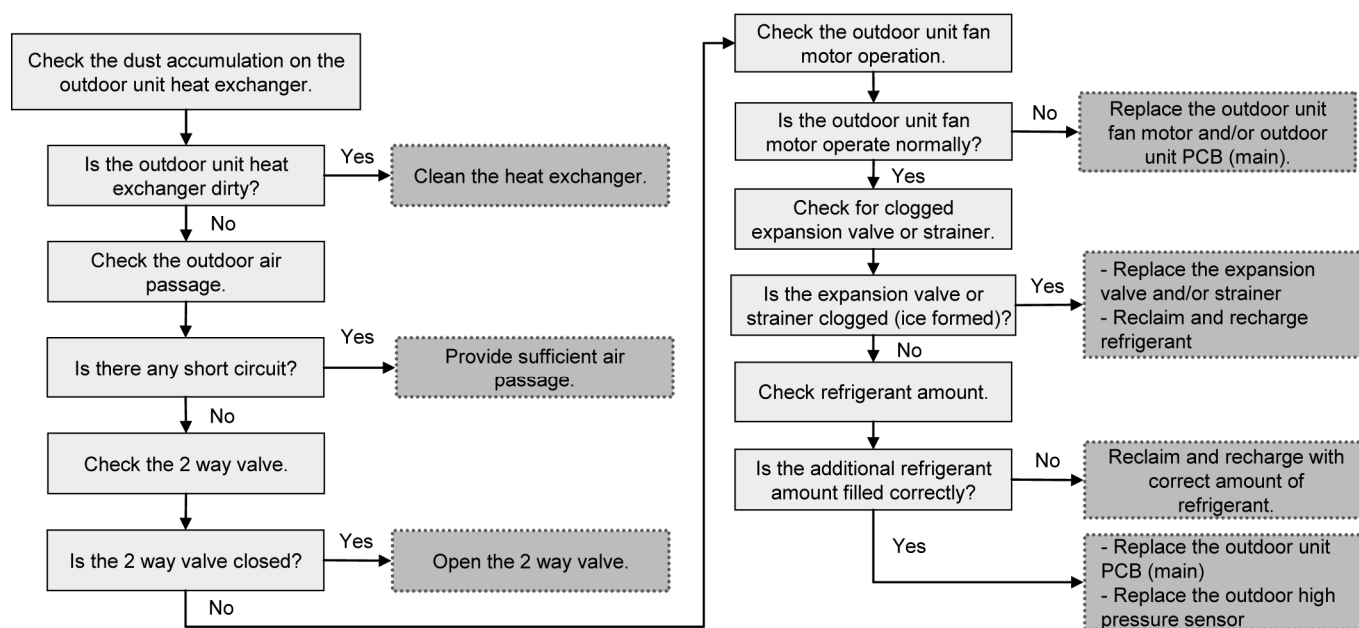 Check the dust accumulation on the
outdoor unit heat exchanger.
Is the outdoor unit heat
exchanger dirty?
Yes
Clean the heat exchanger.
No
Check the outdoor air
passage.
Is there any short circuit?
Yes
Provide sufficient air
passage.
No
Check the 2 way valve.
Is the 2 way valve closed?
Yes
Open the 2 way valve.
No
Check the outdoor unit fan
motor operation.
Is the outdoor unit fan
motor operate normally?
No
Replace the outdoor unit
fan motor and/or outdoor
unit PCB (main).
Yes
Check for clogged
expansion valve or strainer.
Is the expansion valve or
strainer clogged (ice formed)?
Yes
- Replace the expansion
valve and/or strainer
- Reclaim and recharge
refrigerant
No
Check refrigerant amount.
Is the additional refrigerant
amount filled correctly?
No
Reclaim and recharge with
correct amount of
refrigerant.
Yes
- Replace the outdoor unit
PCB (main)
- Replace the outdoor high
pressure sensor